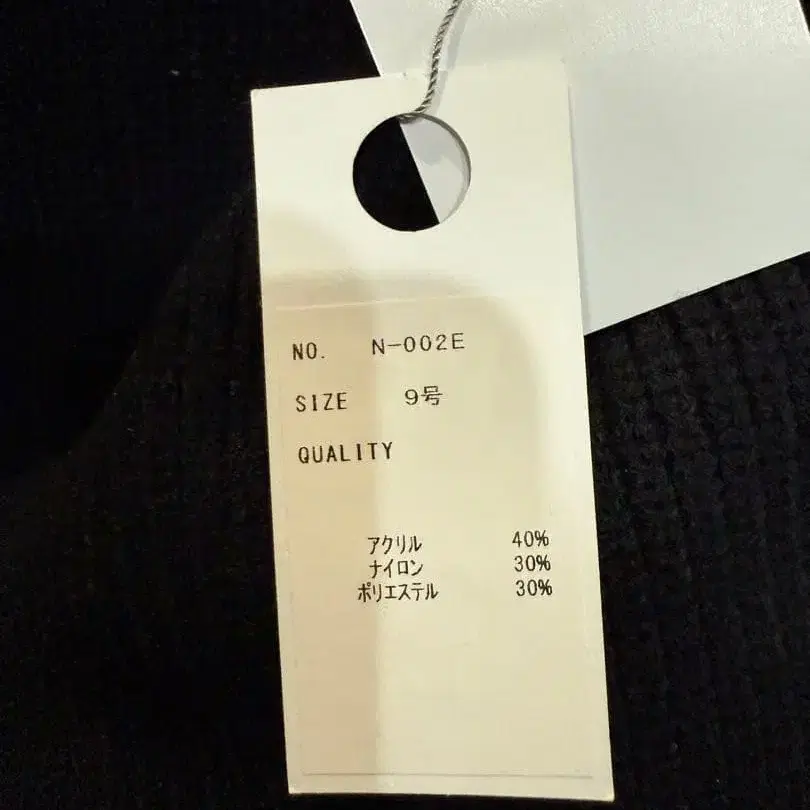 NO. N-002E
SIZE 9号
QUALITY
アクリル 40%
ナイロン 30%
ポリエステル 30%